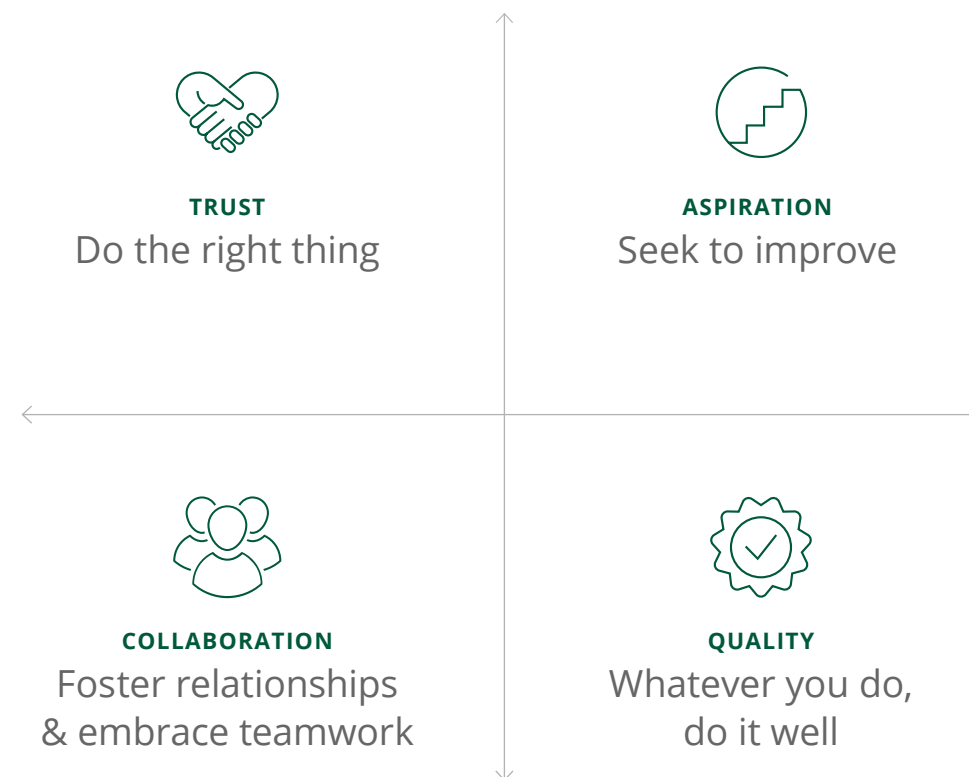 TRUST
Do the right thing
ASPIRATION
Seek to improve
COLLABORATION
Foster relationships
& embrace teamwork
QUALITY
Whatever you do,
do it well